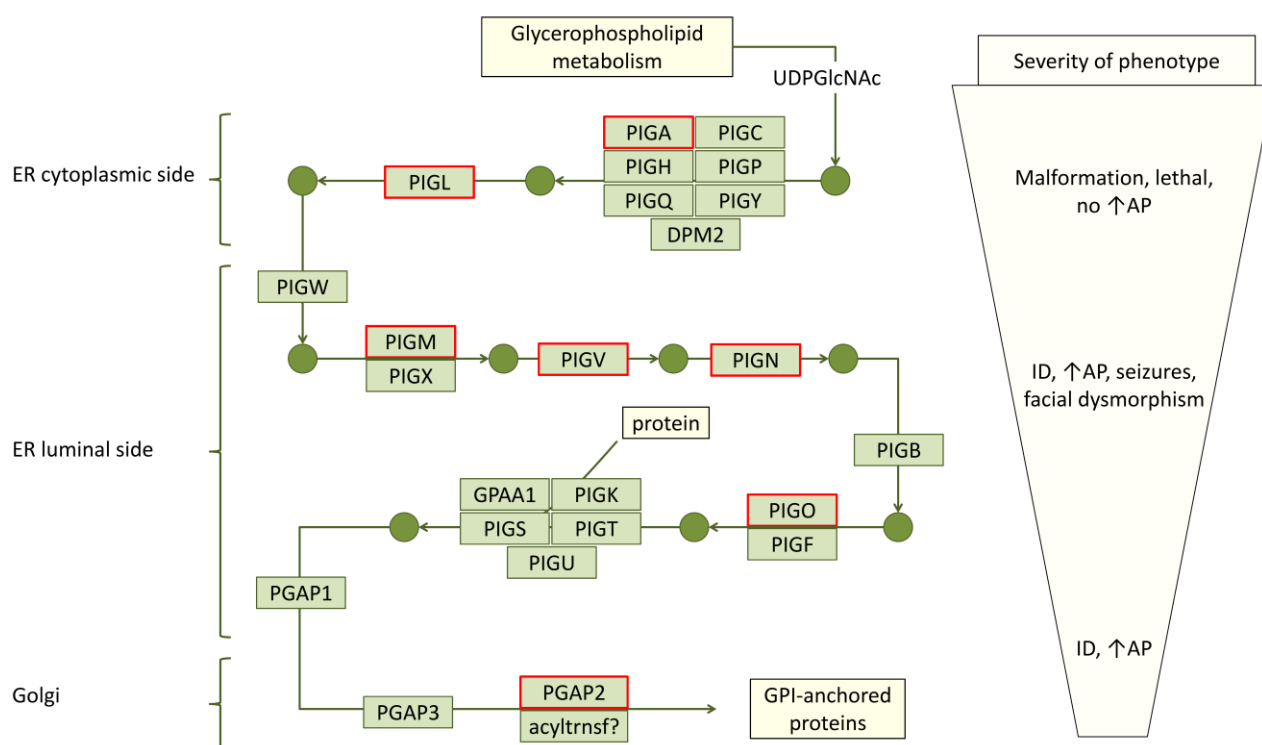 Glycerophospholipid
metabolism
UDPGlcNAc
Severity of phenotype
ER cytoplasmic side
PIGA PIGC
PIGH PIGP
PIGL
PIGQ PIGY
DPM2
Malformation, lethal,
no ↑AP
PIGW
PIGM
PIGX
PIGV
PIGN
ID, ↑AP, seizures,
facial dysmorphism
ER luminal side
protein
PIGB
GPAA1 PIGK
PIGS PIGT
PIGU
PIGO
PIGF
PGAP1
ID, ↑AP
Golgi
PGAP3
PGAP2
acyltrnsf?
GPI-anchored
proteins